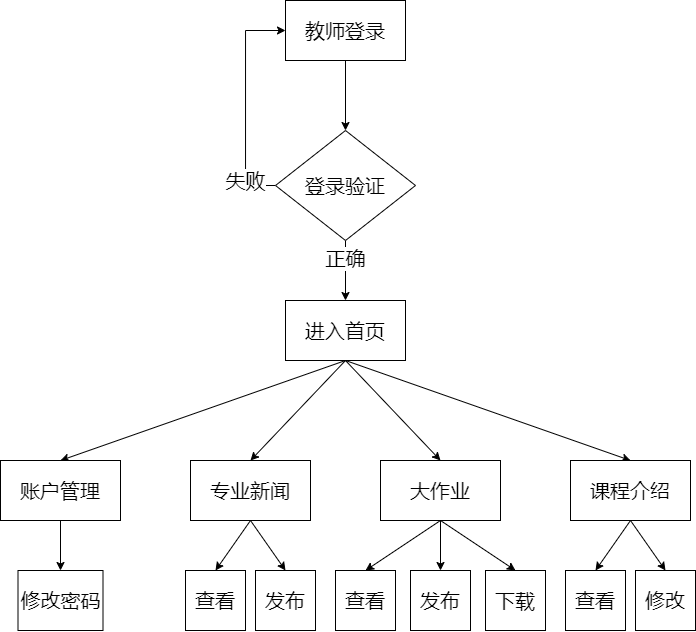 教师登录
失败
登录验证
正确
进入首页
账户管理
专业新闻
大作业
课程介绍
修改密码
查看
发布
查看
发布
下载
查看
修改